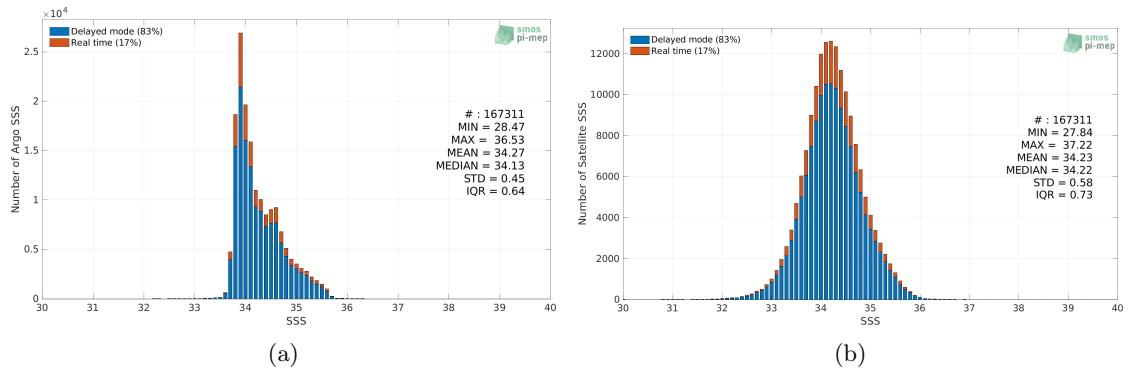 ×10⁴
Delayed mode (83%)
Real time (17%)
smos
pi-mep
2.5
2
1.5
1
0.5
0
Number of Argo SSS
# : 167311
MIN = 28.47
MAX = 36.53
MEAN = 34.27
MEDIAN = 34.13
STD = 0.45
IQR = 0.64
30 31 32 33 34 35 36 37 38 39 40
SSS
(a)
Delayed mode (83%)
Real time (17%)
smos
pi-mep
12000
10000
8000
6000
4000
2000
0
Number of Satellite SSS
# : 167311
MIN = 27.84
MAX = 37.22
MEAN = 34.23
MEDIAN = 34.22
STD = 0.58
IQR = 0.73
30 31 32 33 34 35 36 37 38 39 40
SSS
(b)